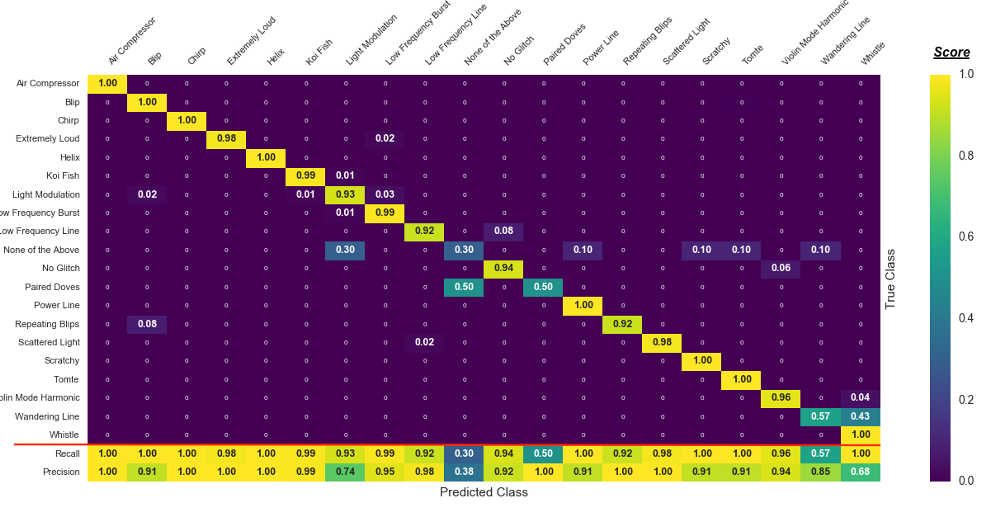 Air Compressor
Blip
Chirp
Extremely Loud
Helix
Koi Fish
Light Modulation
Low Frequency Burst
Low Frequency Line
None of the Above
No Glitch
Paired Doves
Power Line
Repeating Blips
Scattered Light
Scratchy
Tomte
Violin Mode Harmonic
Wandering Line
Whistle
Score
Air Compressor 1.00 0 0 0 0 0 0 0 0 0 0 0 0 0 0 0 0 0 0 0
Blip 0 1.00 0 0 0 0 0 0 0 0 0 0 0 0 0 0 0 0 0 0
Chirp 0 0 1.00 0 0 0 0 0 0 0 0 0 0 0 0 0 0 0 0 0
Extremely Loud 0 0 0 0.98 0 0 0 0.02 0 0 0 0 0 0 0 0 0 0 0 0
Helix 0 0 0 0 1.00 0 0 0 0 0 0 0 0 0 0 0 0 0 0 0
Koi Fish 0 0 0 0 0 0.99 0.01 0 0 0 0 0 0 0 0 0 0 0 0 0
Light Modulation 0 0.02 0 0 0 0.01 0.93 0.03 0 0 0 0 0 0 0 0 0 0 0 0
ow Frequency Burst 0 0 0 0 0 0 0.01 0.99 0 0 0 0 0 0 0 0 0 0 0 0
Low Frequency Line 0 0 0 0 0 0 0 0 0.92 0 0.08 0 0 0 0 0 0 0 0 0
None of the Above 0 0 0 0 0 0 0.30 0 0 0.30 0 0 0.10 0 0 0.10 0.10 0 0.10 0
No Glitch 0 0 0 0 0 0 0 0 0 0 0.94 0 0 0 0 0 0 0.06 0 0
Paired Doves 0 0 0 0 0 0 0 0 0 0.50 0 0.50 0 0 0 0 0 0 0 0
Power Line 0 0 0 0 0 0 0 0 0 0 0 0 1.00 0 0 0 0 0 0 0
Repeating Blips 0 0.08 0 0 0 0 0 0 0 0 0 0 0 0.92 0 0 0 0 0 0
Scattered Light 0 0 0 0 0 0 0 0 0.02 0 0 0 0 0 0.98 0 0 0 0 0
Scratchy 0 0 0 0 0 0 0 0 0 0 0 0 0 0 0 1.00 0 0 0 0
Tomte 0 0 0 0 0 0 0 0 0 0 0 0 0 0 0 0 1.00 0 0 0
olin Mode Harmonic 0 0 0 0 0 0 0 0 0 0 0 0 0 0 0 0 0 0.96 0 0.04
Wandering Line 0 0 0 0 0 0 0 0 0 0 0 0 0 0 0 0 0 0 0.57 0.43
Whistle 0 0 0 0 0 0 0 0 0 0 0 0 0 0 0 0 0 0 0 1.00
Recall 1.00 1.00 1.00 0.98 1.00 0.99 0.93 0.99 0.92 0.30 0.94 0.50 1.00 0.92 0.98 1.00 1.00 0.96 0.57 1.00
Precision 1.00 0.91 1.00 1.00 1.00 0.99 0.74 0.95 0.98 0.38 0.92 1.00 0.91 1.00 1.00 0.91 0.91 0.94 0.85 0.68
Predicted Class
True Class
1.0
0.8
0.6
0.4
0.2
0.0